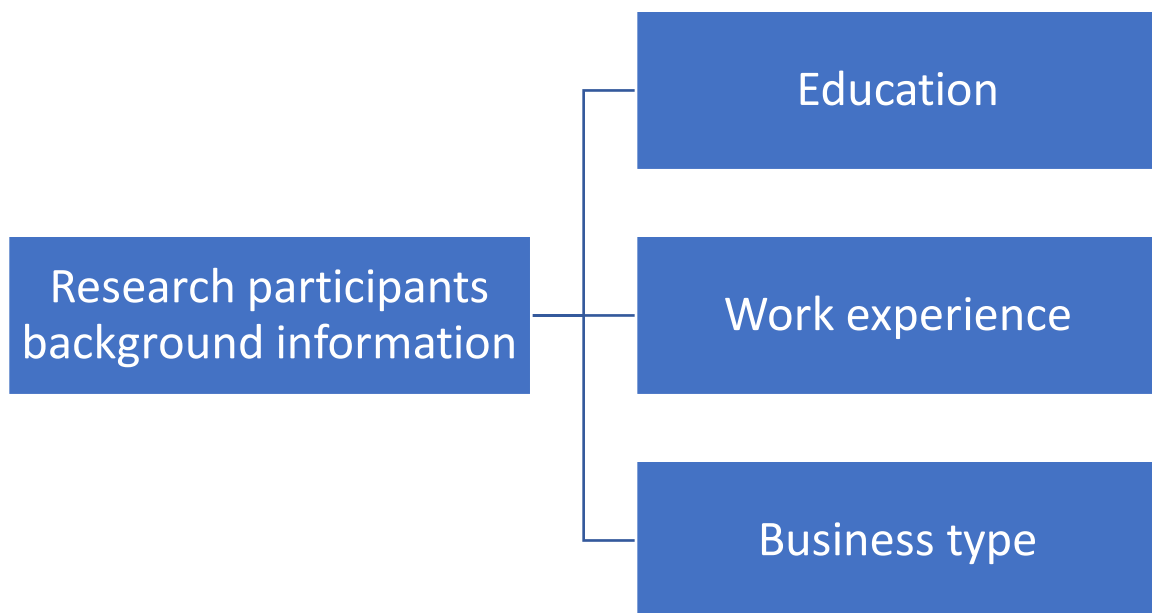 Education
Research participants
background information
Work experience
Business type